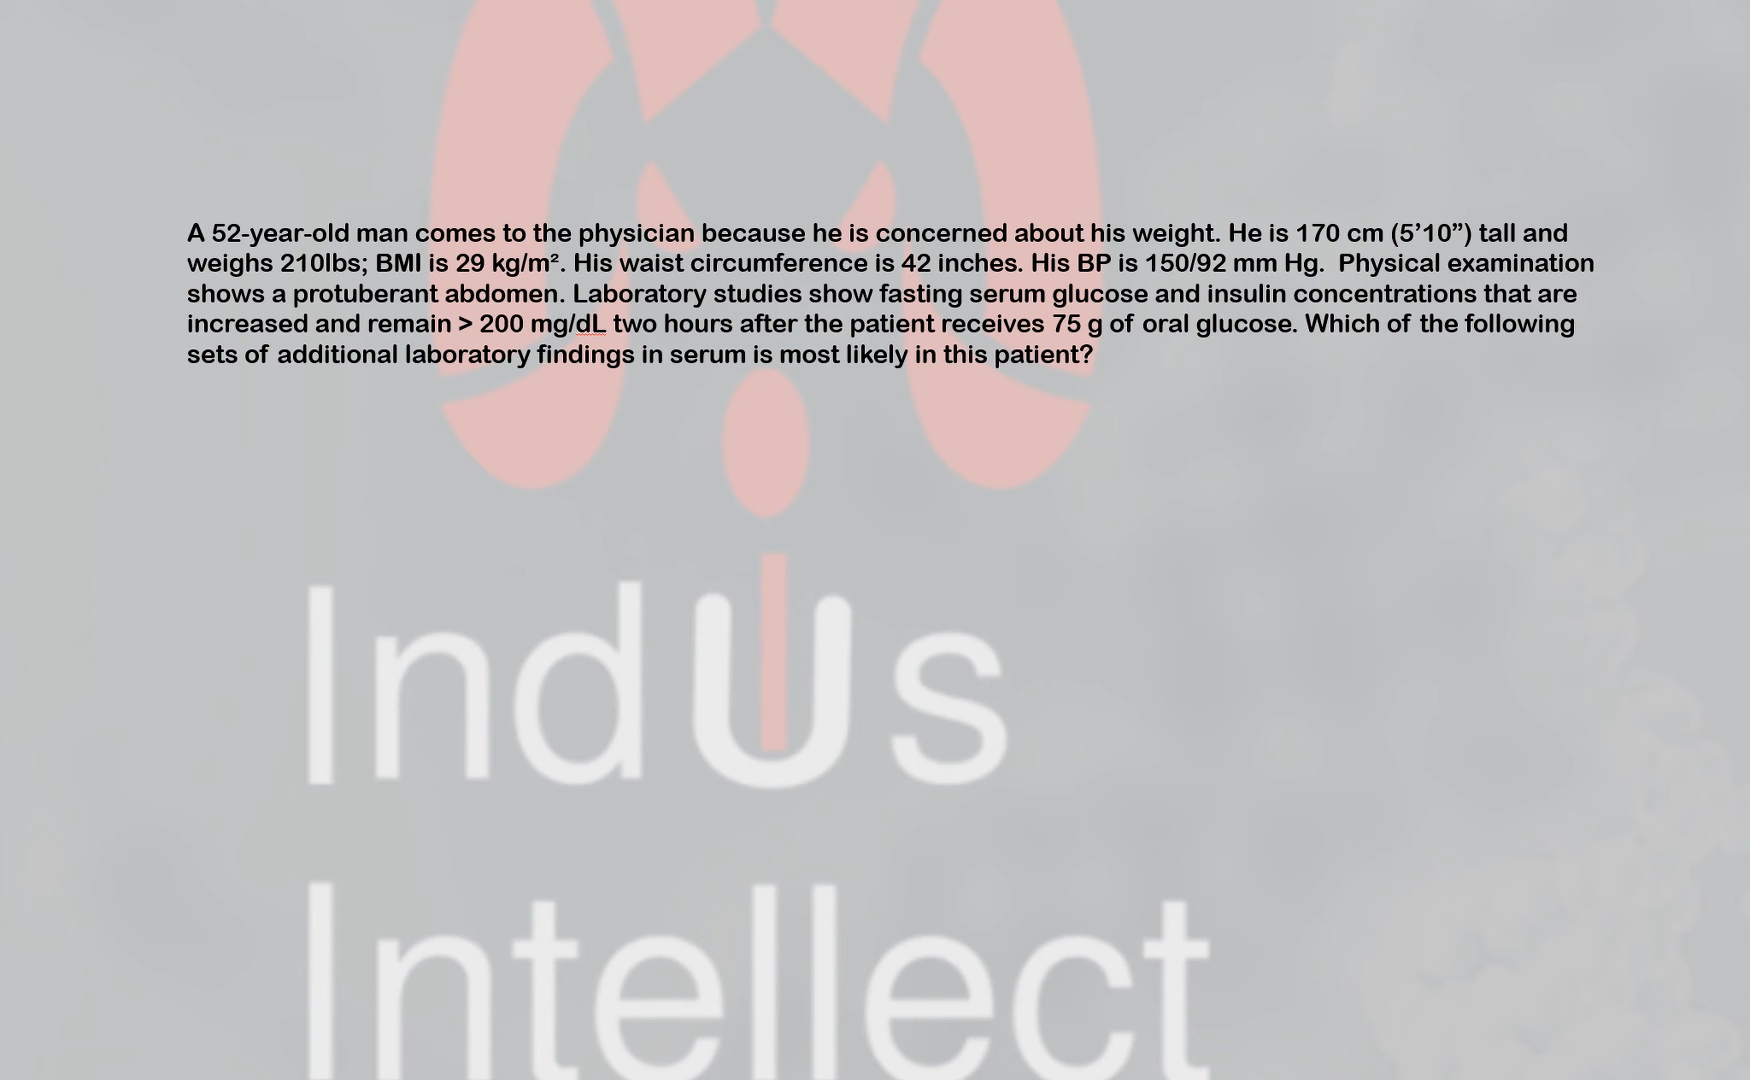 A 52-year-old man comes to the physician because he is concerned about his weight. He is 170 cm (5’10”) tall and
weighs 210lbs; BMI is 29 kg/m². His waist circumference is 42 inches. His BP is 150/92 mm Hg.  Physical examination
shows a protuberant abdomen. Laboratory studies show fasting serum glucose and insulin concentrations that are
increased and remain > 200 mg/dL two hours after the patient receives 75 g of oral glucose. Which of the following
sets of additional laboratory findings in serum is most likely in this patient?
IndUs
Intellect